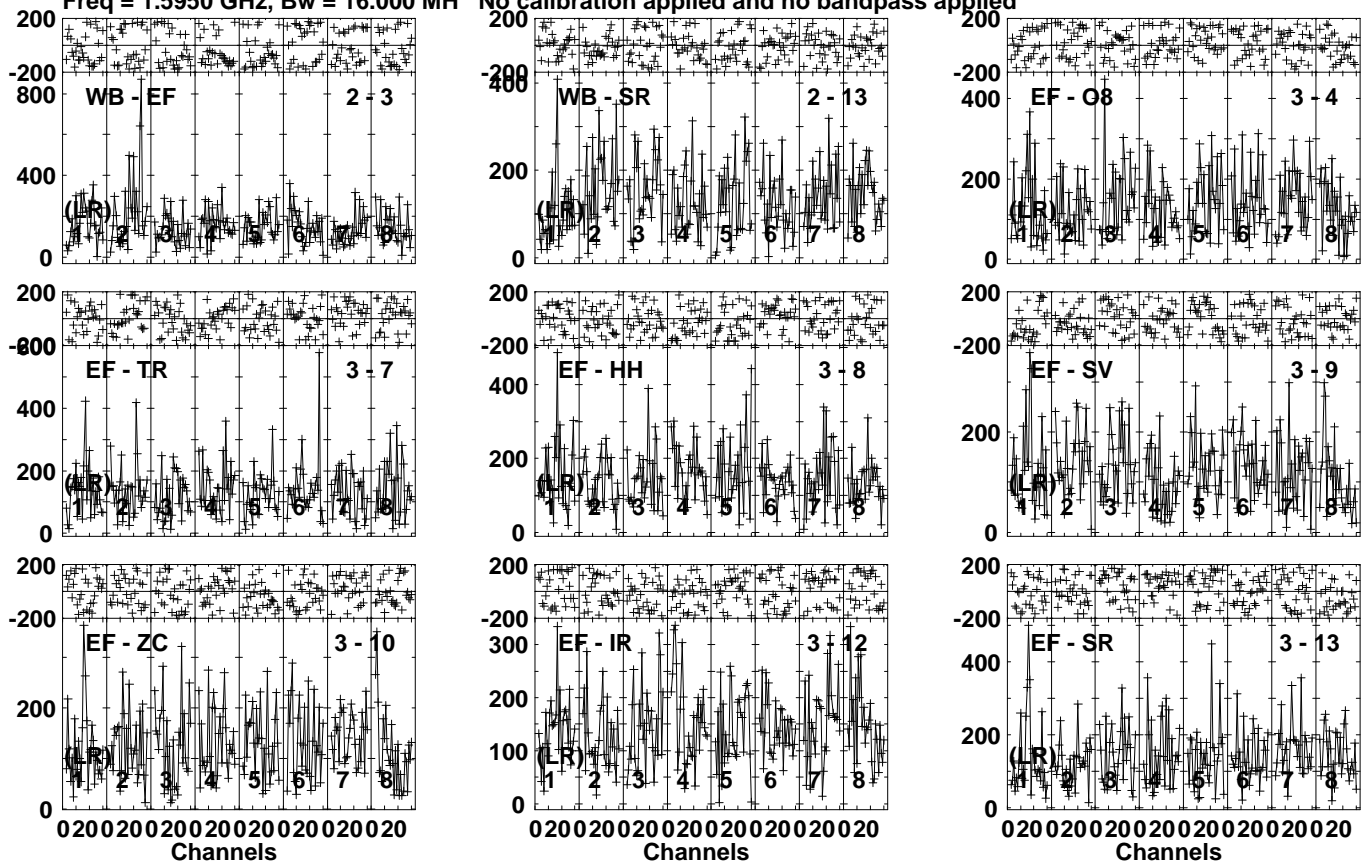 Freq = 1.5950 GHz, Bw = 16.000 MH No calibration applied and no bandpass applied
200 200 200
-200 -200 -200
WB - EF 2 - 3 WB - SR 2 - 13 EF - O8 3 - 4
800 400 400
400 200 200
(LR) (LR) (LR)
1 2 3 4 5 6 7 8 1 2 3 4 5 6 7 8 1 2 3 4 5 6 7 8
0 0 0
200 200 200
-200 -200 -200
600
EF - TR 3 - 7 EF - HH 3 - 8 EF - SV 3 - 9
400 400
200 200 200
(LR) (LR) (LR)
1 2 3 4 5 6 7 8 1 2 3 4 5 6 7 8 1 2 3 4 5 6 7 8
0 0 0
200 200 200
-200 -200 -200
EF - ZC 3 - 10 EF - IR 3 - 12 EF - SR 3 - 13
300 400
200 200 200
100
(LR) (LR) (LR)
1 2 3 4 5 6 7 8 1 2 3 4 5 6 7 8 1 2 3 4 5 6 7 8
0 0 0
0 20 0 20 0 20 0 20 0 20 0 20 0 20 0 20 0 20 0 20 0 20 0 20 0 20 0 20 0 20 0 20 0 20 0 20 0 20 0 20 0 20 0 20 0 20 0 20
Channels Channels Channels